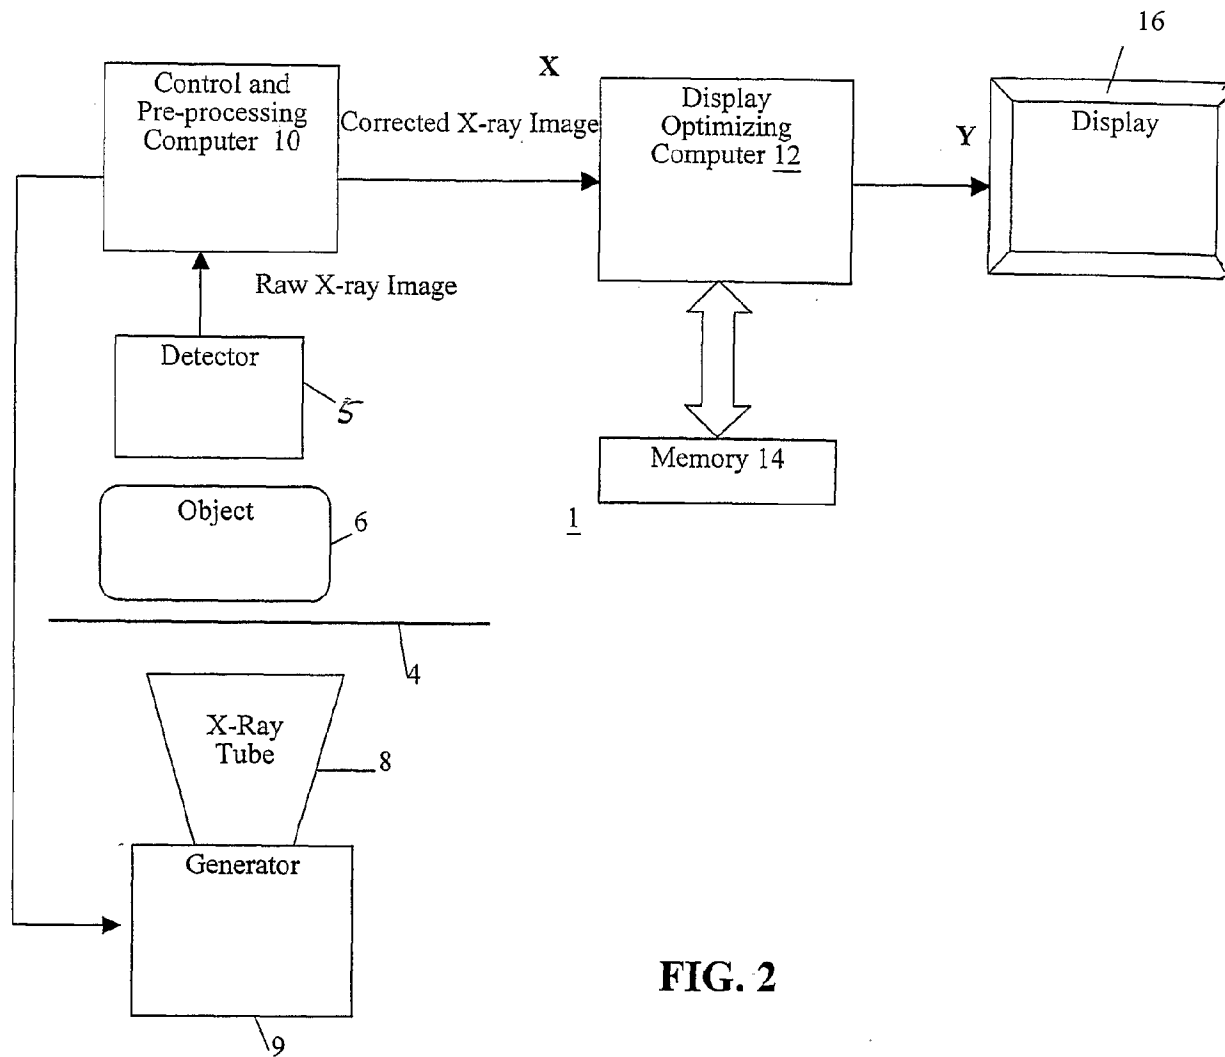 16
Control and
Pre-processing
Computer 10
X
Corrected X-ray Image
Display
Optimizing
Computer 12
Y
Display
Raw X-ray Image
Detector
5
Memory 14
Object
6
1
4
X-Ray
Tube
8
Generator
FIG. 2
9